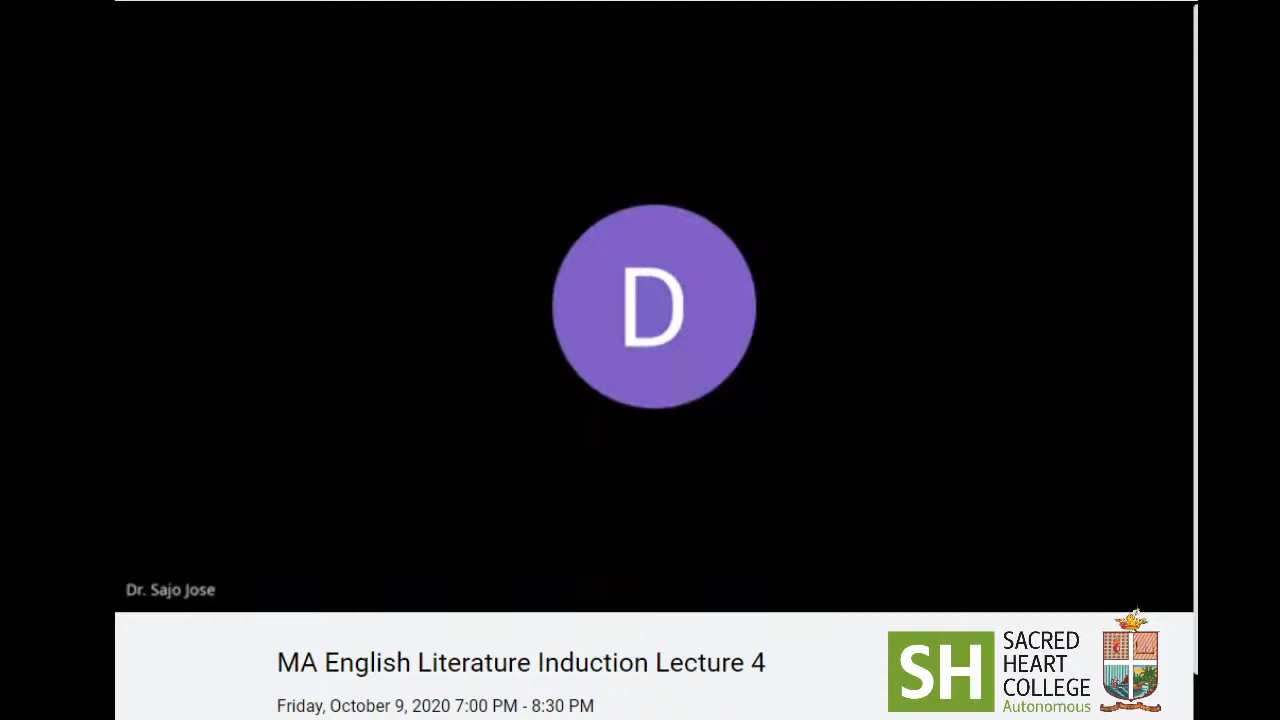 D
Dr. Sajo Jose
MA English Literature Induction Lecture 4
Friday, October 9, 2020 7:00 PM - 8:30 PM
SH
SACRED
HEART
COLLEGE
Autonomous